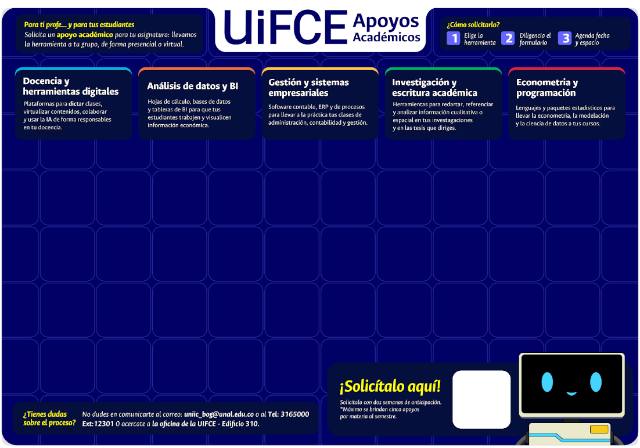 Para ti profe... y para tus estudiantes
Solicita un apoyo académico para tu asignatura: llevamos
la herramienta a tu grupo, de forma presencial o virtual.
UiFCE Apoyos
Académicos
¿Cómo solicitarlo?
1 Elige la
herramienta
2 Diligencia el
formulario
3 Agenda fecha
y espacio
Docencia y
herramientas digitales
Plataformas para dictar clases,
virtualizar contenidos, colaborar
y usar la IA de forma responsables
en tu docencia.
Análisis de datos y BI
Hojas de cálculo, bases de datos
y tableros de BI para que tus
estudiantes trabajen y visualicen
información económica.
Gestión y sistemas
empresariales
Software contable, ERP y de procesos
para llevar a la práctica tus clases de
administración, contabilidad y gestión.
Investigación y
escritura académica
Herramientas para redactar, referenciar
y analizar información cualitativa o
espacial en tus investigaciones
y en las tesis que diriges.
Econometría y
programación
Lenguajes y paquetes estadísticos para
llevar la econometría, la modelación
y la ciencia de datos a tus cursos.
¡Solicítalo aquí!
Solicítala con dos semanas de anticipación.
*Máximo se brindan cinco apoyos
por materia al semestre.
¿Tienes dudas
sobre el proceso?
No dudes en comunicarte al correo: uniic_bog@unal.edu.co o al Tel: 3165000
Ext:12301 O acercate a la oficina de la UIFCE - Edificio 310.